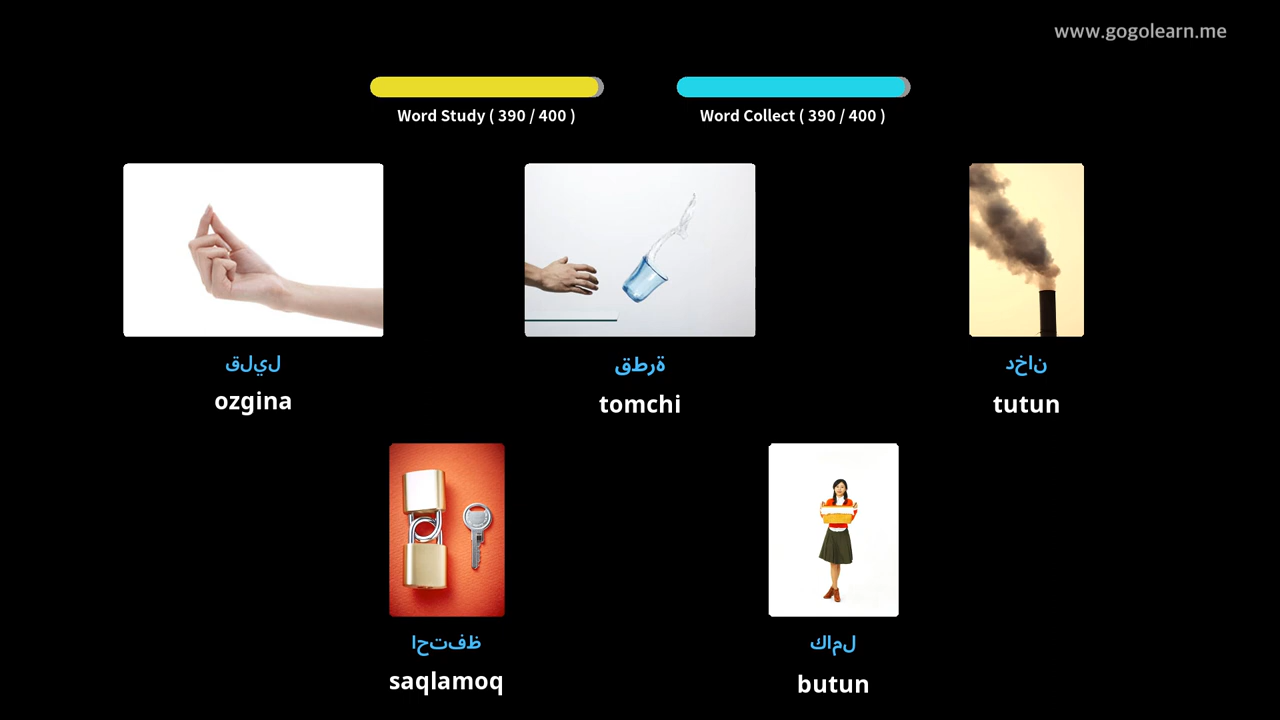 www.gogolearn.me
Word Study ( 390 / 400 )
Word Collect ( 390 / 400 )
قليل
قطرة
دخان
ozgina
tomchi
tutun
احتفظ
كامل
saqlamoq
butun